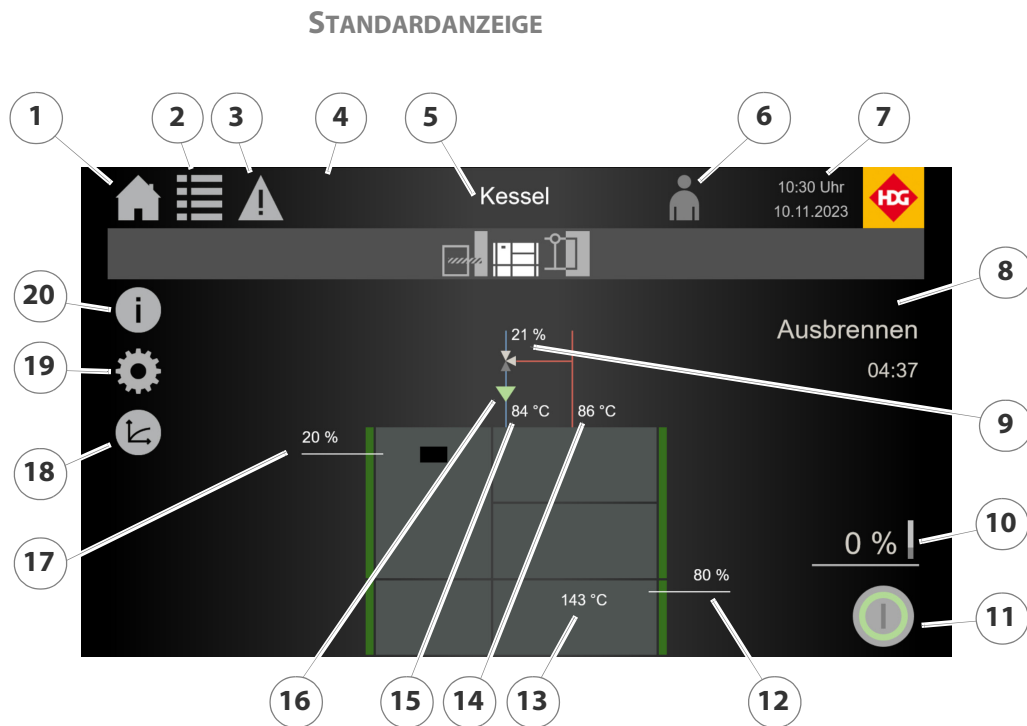 STANDARDANZEIGE
1
2
3
4
5
6
7
Kessel
10:30 Uhr
10.11.2023
HDG
8
20
i
Ausbrennen
04:37
21 %
19
84 °C
86 °C
9
18
20 %
17
10
0 %
80 %
143 °C
11
16
15
14
13
12